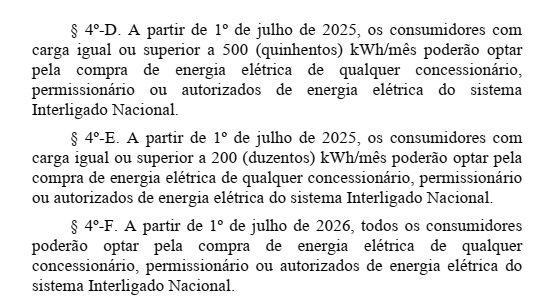 § 4º-D. A partir de 1º de julho de 2025, os consumidores com
carga igual ou superior a 500 (quinhentos) kWh/mês poderão optar
pela compra de energia elétrica de qualquer concessionário,
permissionário ou autorizados de energia elétrica do sistema
Interligado Nacional.
§ 4º-E. A partir de 1º de julho de 2025, os consumidores com
carga igual ou superior a 200 (duzentos) kWh/mês poderão optar pela
compra de energia elétrica de qualquer concessionário, permissionário
ou autorizados de energia elétrica do sistema Interligado Nacional.
§ 4º-F. A partir de 1º de julho de 2026, todos os consumidores
poderão optar pela compra de energia elétrica de qualquer
concessionário, permissionário ou autorizados de energia elétrica do
sistema Interligado Nacional.